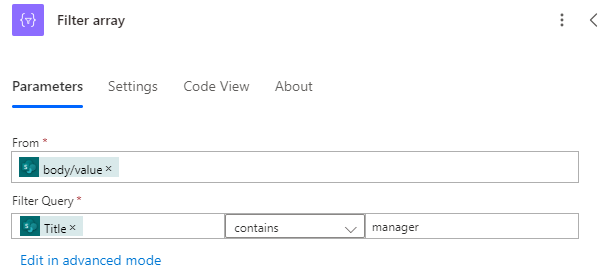 Filter array
Parameters Settings Code View About
From *
body/value ×
Filter Query *
Title × contains manager
Edit in advanced mode